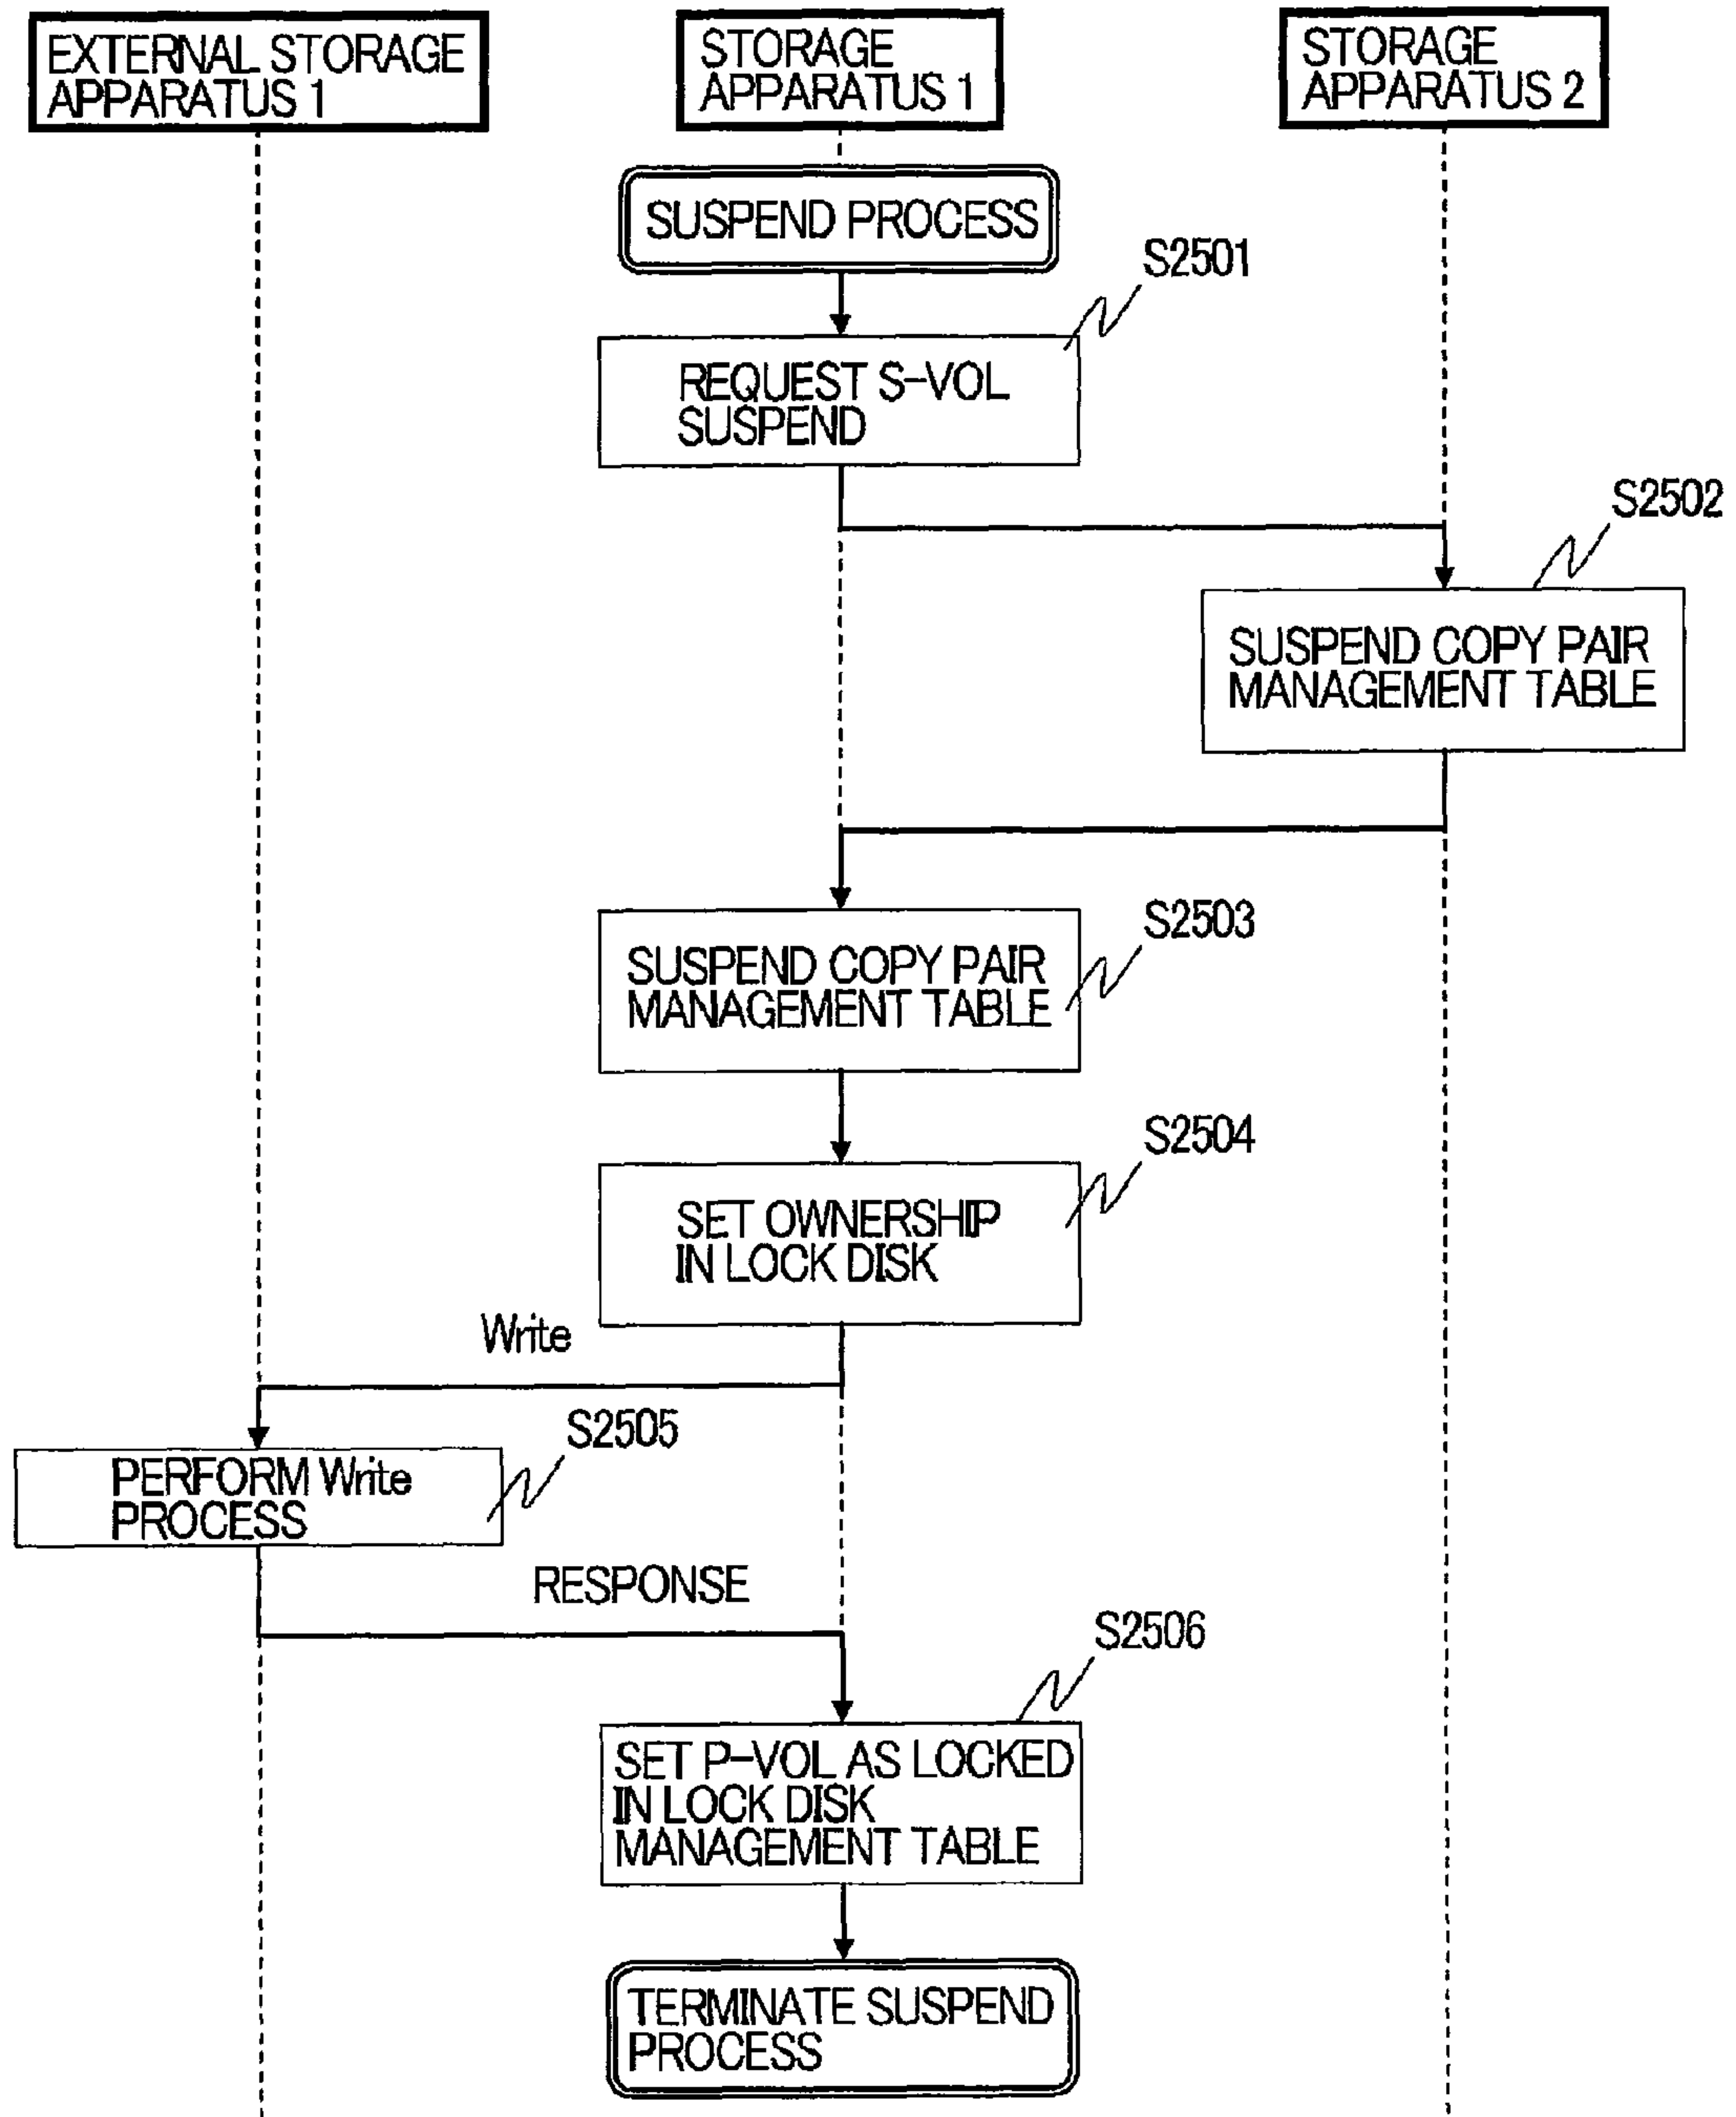 EXTERNAL STORAGE
APPARATUS 1
STORAGE
APPARATUS 1
STORAGE
APPARATUS 2
SUSPEND PROCESS
S2501
REQUEST S-VOL
SUSPEND
S2502
SUSPEND COPY PAIR
MANAGEMENT TABLE
S2503
SUSPEND COPY PAIR
MANAGEMENT TABLE
S2504
SET OWNERSHIP
IN LOCK DISK
Write
S2505
PERFORM Write
PROCESS
RESPONSE
S2506
SET P-VOL AS LOCKED
IN LOCK DISK
MANAGEMENT TABLE
TERMINATE SUSPEND
PROCESS